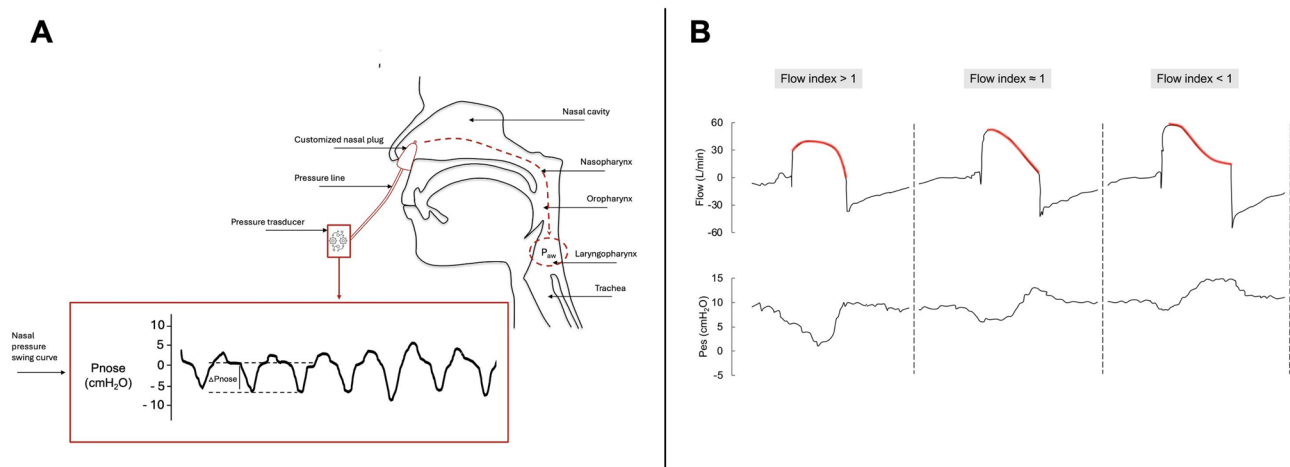 A
Nasal cavity
Customized nasal plug
Nasopharynx
Pressure line
Oropharynx
Pressure trasducer
Paw
Laryngopharynx
Trachea
Nasal
pressure
swing curve
Pnose
(cmH₂O)
10
5
0
- 5
- 10
△Pnose
B
Flow index > 1
Flow index ≈ 1
Flow index < 1
Flow (L/min)
60
30
0
-30
-60
Pes (cmH₂O)
15
10
5
0